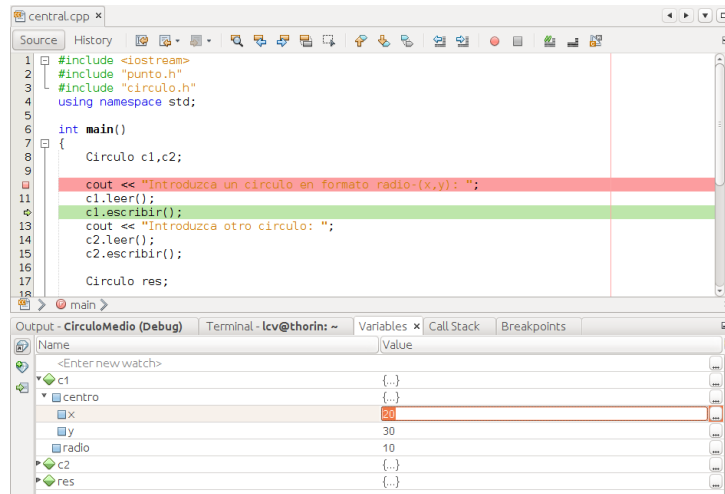 central.cpp ×
Source History
1 #include <iostream>
2 #include "punto.h"
3 #include "circulo.h"
4 using namespace std;
5
6 int main()
7 {
8 Circulo c1,c2;
9
cout << "Introduzca un circulo en formato radio-(x,y): ";
11 c1.leer();
c1.escribir();
13 cout << "Introduzca otro circulo: ";
14 c2.leer();
15 c2.escribir();
16
17 Circulo res;
18
main
Output - CirculoMedio (Debug) Terminal - lcv@thorin: ~ Variables × Call Stack Breakpoints
Name Value
<Enter new watch>
c1 {...}
centro {...}
x 20
y 30
radio 10
c2 {...}
res {...}